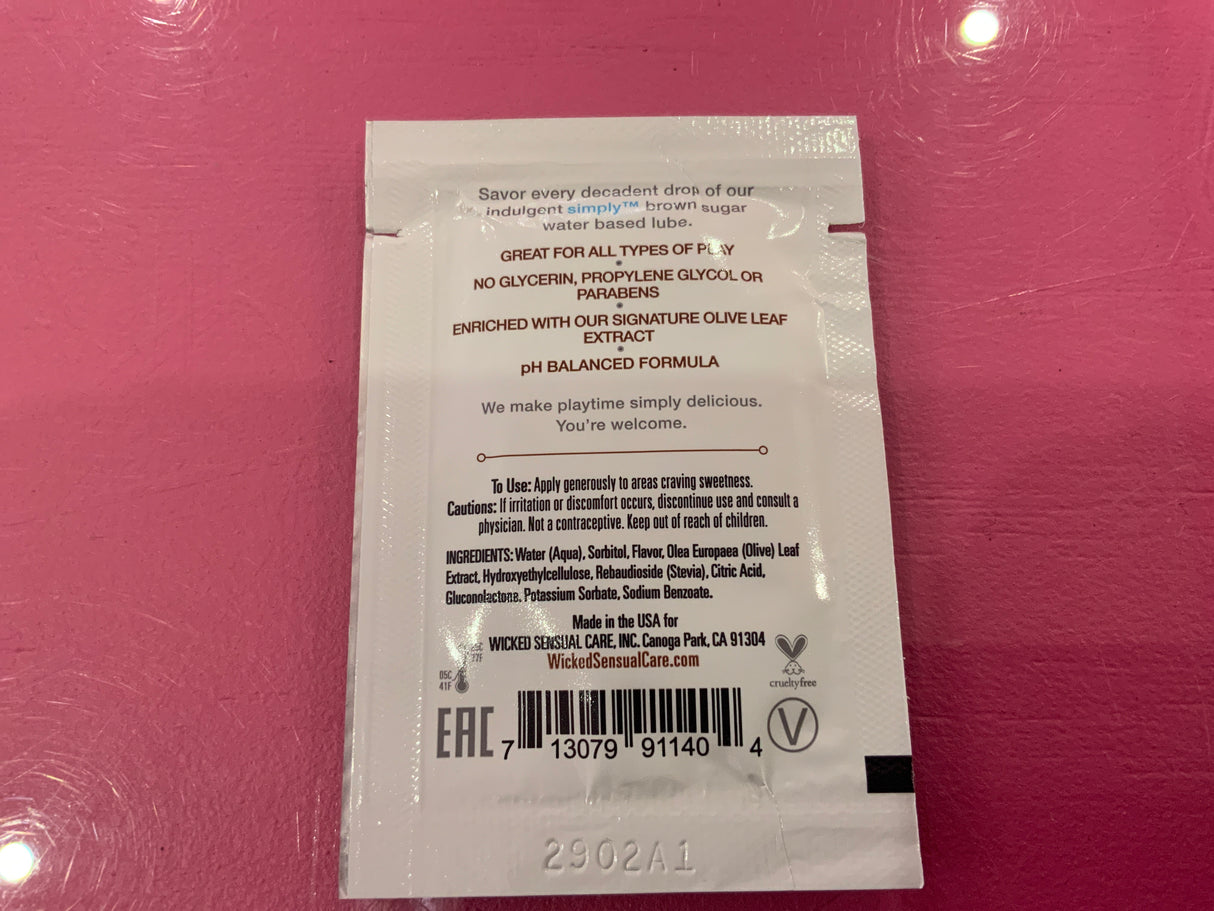 Savor every decadent drop of our
indulgent simply™ brown sugar
water based lube.
GREAT FOR ALL TYPES OF PLAY
NO GLYCERIN, PROPYLENE GLYCOL OR
PARABENS
ENRICHED WITH OUR SIGNATURE OLIVE LEAF
EXTRACT
pH BALANCED FORMULA
We make playtime simply delicious.
You're welcome.
To Use: Apply generously to areas craving sweetness.
Cautions: If irritation or discomfort occurs, discontinue use and consult a
physician. Not a contraceptive. Keep out of reach of children.
INGREDIENTS: Water (Aqua), Sorbitol, Flavor, Olea Europaea (Olive) Leaf
Extract, Hydroxyethylcellulose, Rebaudioside (Stevia), Citric Acid,
Gluconolactone, Potassium Sorbate, Sodium Benzoate.
Made in the USA for
WICKED SENSUAL CARE, INC. Canoga Park, CA 91304
WickedSensualCare.com
77F
05C
41F
crueltyfree
EAC
7 13079 91140 4
V
2902A1